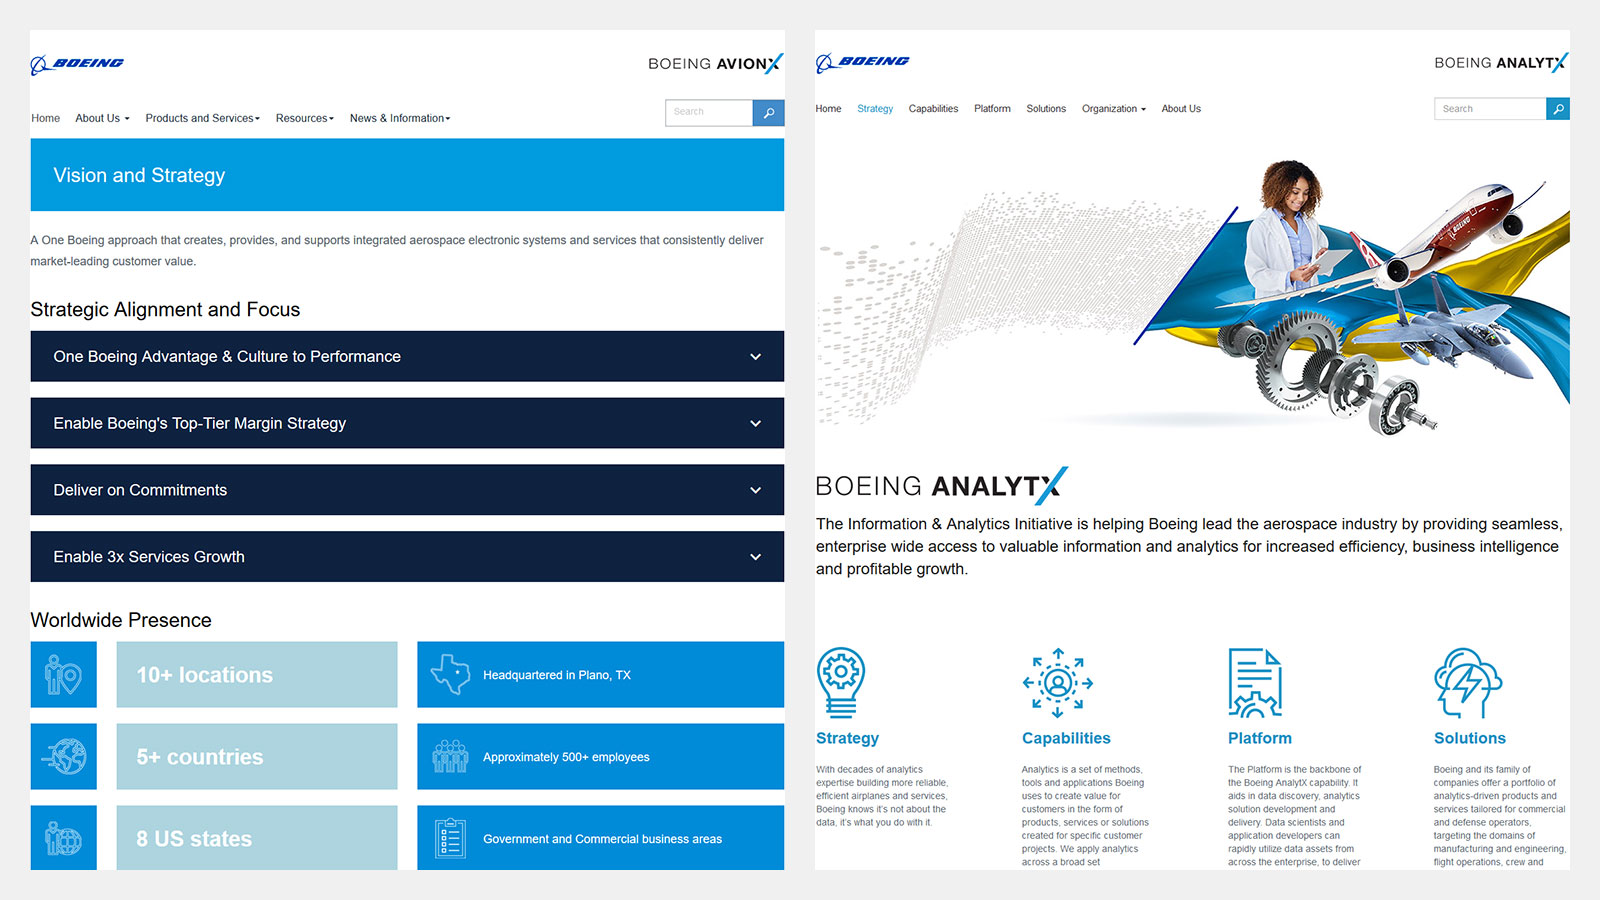 BOEING
BOEING AVIONX
Search
Home About Us Products and Services Resources News & Information
Vision and Strategy
A One Boeing approach that creates, provides, and supports integrated aerospace electronic systems and services that consistently deliver
market-leading customer value.
Strategic Alignment and Focus
One Boeing Advantage & Culture to Performance
Enable Boeing's Top-Tier Margin Strategy
Deliver on Commitments
Enable 3x Services Growth
Worldwide Presence
10+ locations
Headquartered in Plano, TX
5+ countries
Approximately 500+ employees
8 US states
Government and Commercial business areas
BOEING
BOEING ANALYTX
Home Strategy Capabilities Platform Solutions Organization About Us
Search
BOEING
BOEING ANALYTX
The Information & Analytics Initiative is helping Boeing lead the aerospace industry by providing seamless,
enterprise wide access to valuable information and analytics for increased efficiency, business intelligence
and profitable growth.
Strategy
With decades of analytics
expertise building more reliable,
efficient airplanes and services,
Boeing knows it's not about the
data, it's what you do with it.
Capabilities
Analytics is a set of methods,
tools and applications Boeing
uses to create value for
customers in the form of
products, services or solutions
created for specific customer
projects. We apply analytics
across a broad set
Platform
The Platform is the backbone of
the Boeing AnalytX capability. It
aids in data discovery, analytics
solution development and
delivery. Data scientists and
application developers can
rapidly utilize data assets from
across the enterprise, to deliver
Solutions
Boeing and its family of
companies offer a portfolio of
analytics-driven products and
services tailored for commercial
and defense operators,
targeting the domains of
manufacturing and engineering,
flight operations, crew and